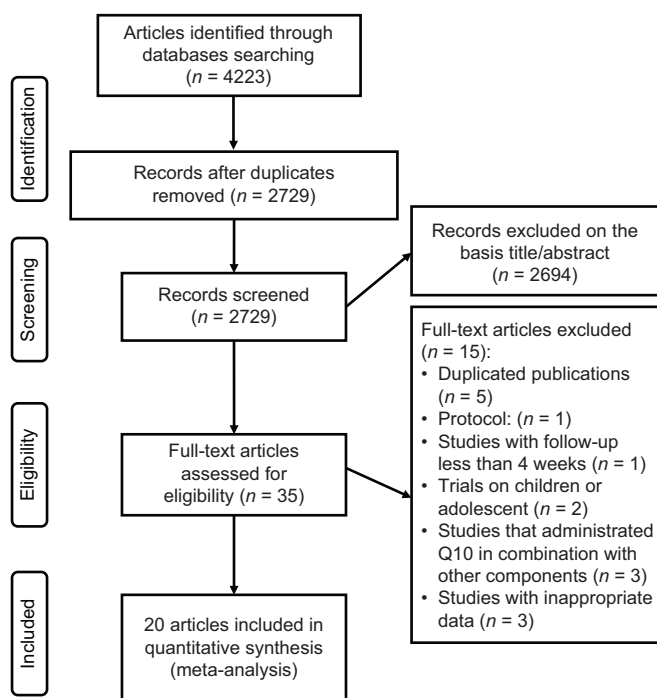 Articles identified through
databases searching
(n = 4223)
Identification
Records after duplicates
removed (n = 2729)
Records excluded on the
basis title/abstract
(n = 2694)
Screening
Records screened
(n = 2729)
Full-text articles excluded
(n = 15):
• Duplicated publications
(n = 5)
• Protocol: (n = 1)
• Studies with follow-up
less than 4 weeks (n = 1)
• Trials on children or
adolescent (n = 2)
• Studies that administrated
Q10 in combination with
other components (n = 3)
• Studies with inappropriate
data (n = 3)
Eligibility
Full-text articles
assessed for
eligibility (n = 35)
Included
20 articles included in
quantitative synthesis
(meta-analysis)